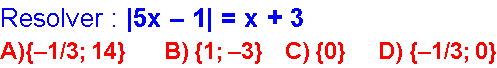 Resolver : |5x – 1| = x + 3
A){–1/3; 14} B) {1; –3} C) {0} D) {–1/3; 0}